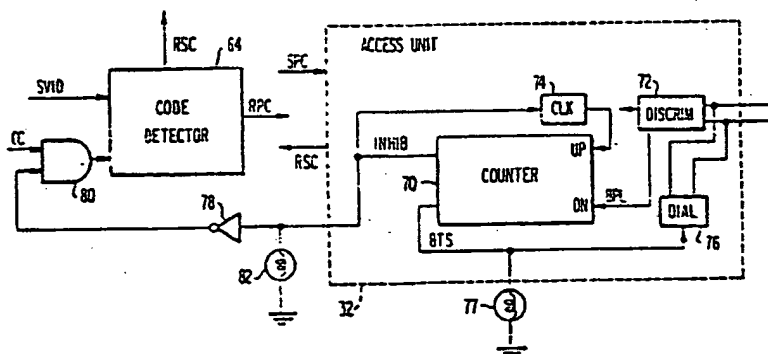 RSC
64
SPC
ACCESS UNIT
SVID
CODE
DETECTOR
RPC
74
CLK
72
DISCRIM
CC
80
RSC
INHIB
UP
70
COUNTER
DN
BPL
DIAL
76
78
BTS
82
32
77